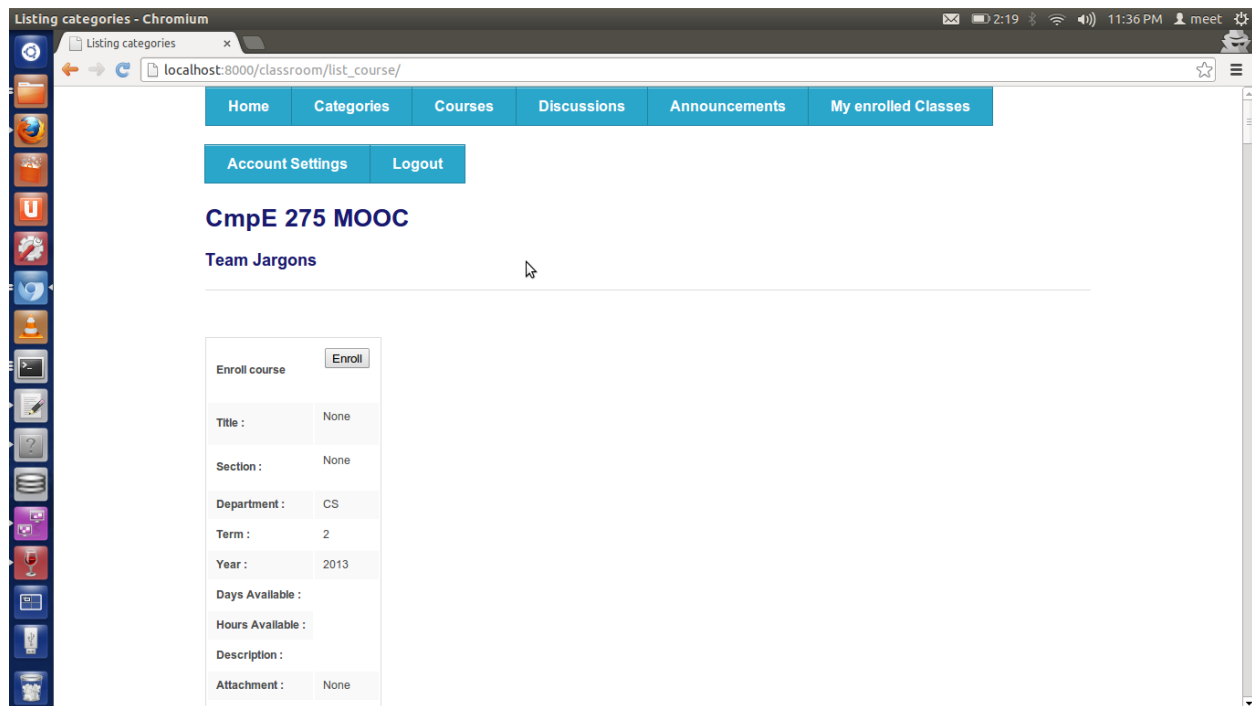 Listing categories - Chromium 2:19 11:36 PM meet
Listing categories
localhost:8000/classroom/list_course/
Home Categories Courses Discussions Announcements My enrolled Classes
Account Settings Logout
CmpE 275 MOOC
Team Jargons
Enroll course Enroll
Title : None
Section : None
Department : CS
Term : 2
Year : 2013
Days Available :
Hours Available :
Description :
Attachment : None